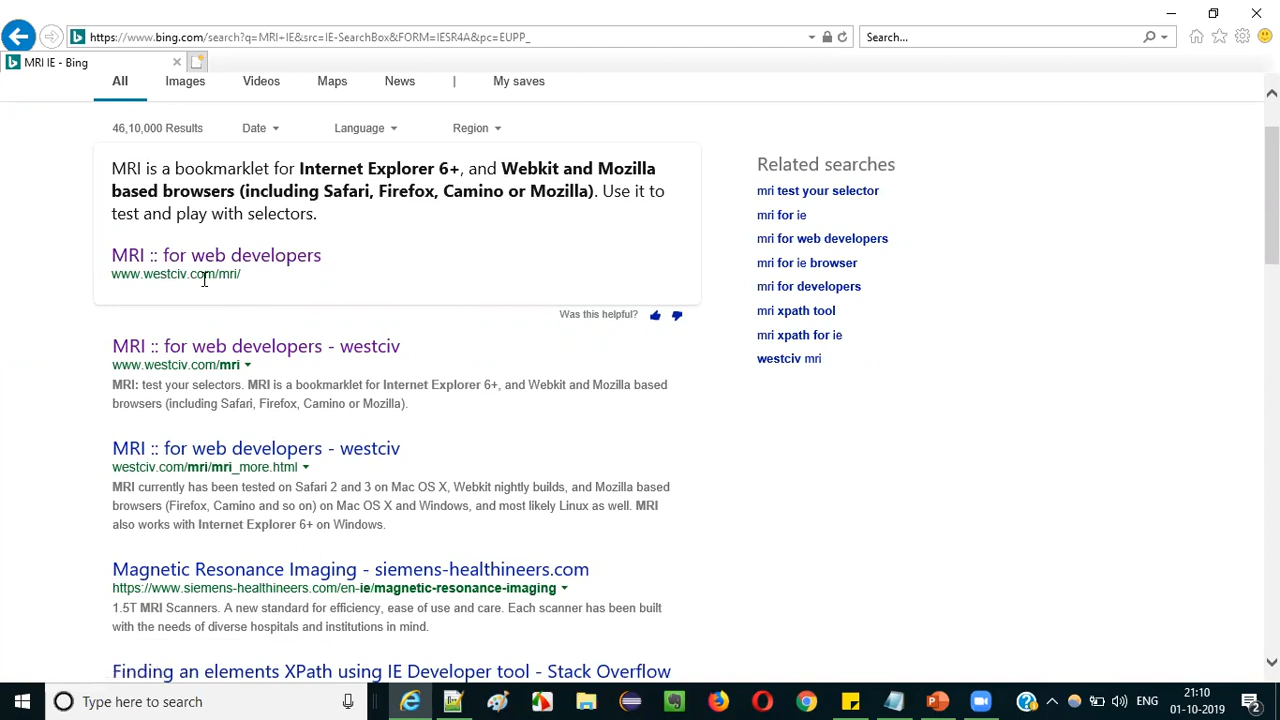 https://www.bing.com/search?q=MRI+IE&src=IE-SearchBox&FORM=IESR4A&pc=EUPP_
Search...
MRI IE - Bing
All Images Videos Maps News | My saves
46,10,000 Results Date Language Region
MRI is a bookmarklet for Internet Explorer 6+, and Webkit and Mozilla
based browsers (including Safari, Firefox, Camino or Mozilla). Use it to
test and play with selectors.
MRI :: for web developers
www.westciv.com/mri/
Was this helpful?
MRI :: for web developers - westciv
www.westciv.com/mri
MRI: test your selectors. MRI is a bookmarklet for Internet Explorer 6+, and Webkit and Mozilla based
browsers (including Safari, Firefox, Camino or Mozilla).
MRI :: for web developers - westciv
westciv.com/mri/mri_more.html
MRI currently has been tested on Safari 2 and 3 on Mac OS X, Webkit nightly builds, and Mozilla based
browsers (Firefox, Camino and so on) on Mac OS X and Windows, and most likely Linux as well. MRI
also works with Internet Explorer 6+ on Windows.
Magnetic Resonance Imaging - siemens-healthineers.com
https://www.siemens-healthineers.com/en-ie/magnetic-resonance-imaging
1.5T MRI Scanners. A new standard for efficiency, ease of use and care. Each scanner has been built
with the needs of diverse hospitals and institutions in mind.
Finding an elements XPath using IE Developer tool - Stack Overflow
Related searches
mri test your selector
mri for ie
mri for web developers
mri for ie browser
mri for developers
mri xpath tool
mri xpath for ie
westciv mri
Type here to search
ENG
21:10
01-10-2019
2